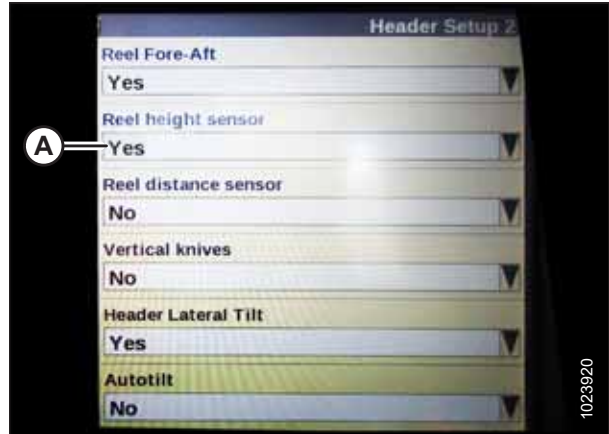 Header Setup 2
Reel Fore-Aft
Yes
Reel height sensor
A
Yes
Reel distance sensor
No
Vertical knives
No
Header Lateral Tilt
Yes
Autotilt
No
1023920